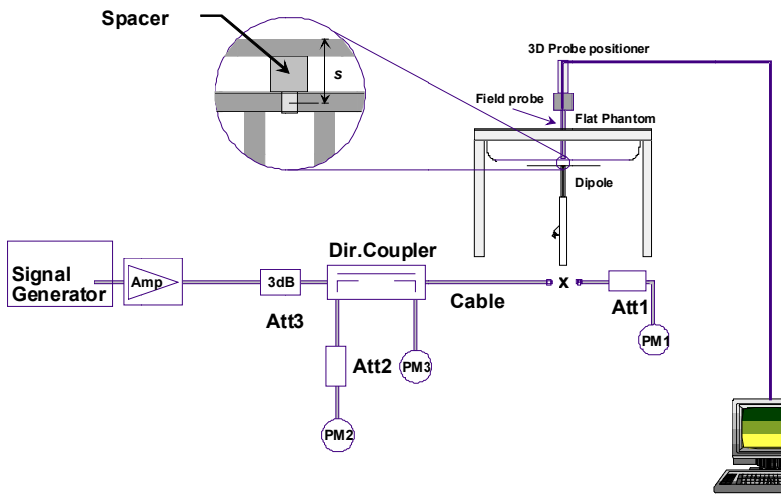 Spacer
s
3D Probe positioner
Field probe
Flat Phantom
Dipole
Signal
Generator
Amp
3dB
Att3
Dir.Coupler
Cable
x
Att1
PM1
Att2
PM3
PM2